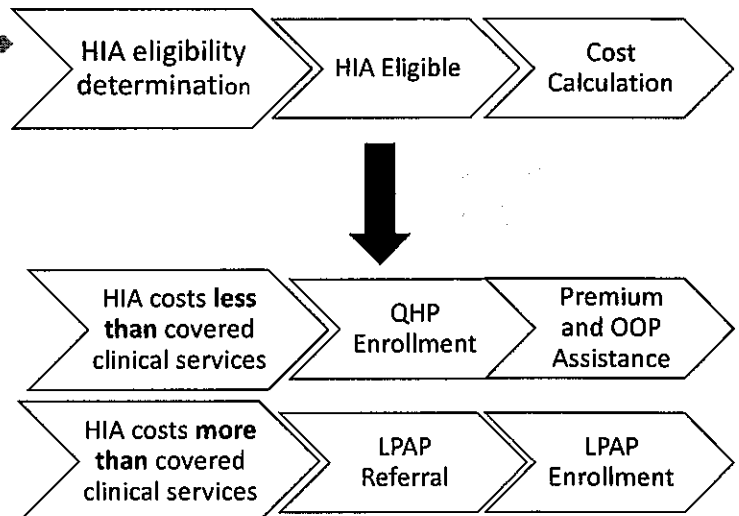 HIA eligibility
determination
HIA Eligible
Cost
Calculation
HIA costs less
than covered
clinical services
QHP
Enrollment
Premium
and OOP
Assistance
HIA costs more
than covered
clinical services
LPAP
Referral
LPAP
Enrollment